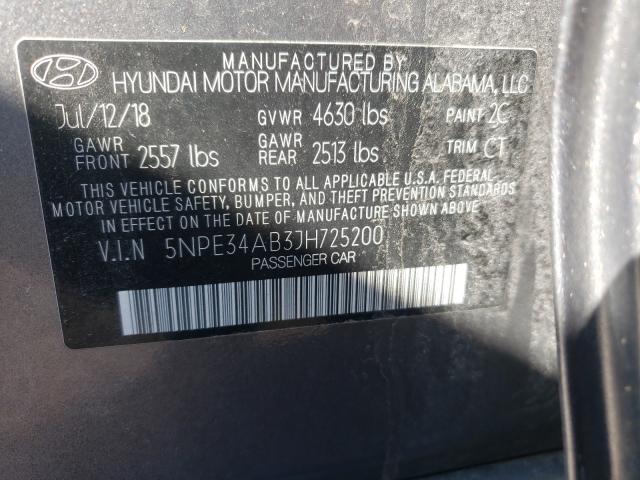 MANUFACTURED BY
HYUNDAI MOTOR MANUFACTURING ALABAMA, LLC
Jul/12/18 GVWR 4630 lbs PAINT 2C
GAWR FRONT 2557 lbs GAWR REAR 2513 lbs TRIM CT
THIS VEHICLE CONFORMS TO ALL APPLICABLE U.S.A. FEDERAL
MOTOR VEHICLE SAFETY, BUMPER, AND THEFT PREVENTION STANDARDS
IN EFFECT ON THE DATE OF MANUFACTURE SHOWN ABOVE.
V.I.N 5NPE34AB3JH725200
PASSENGER CAR